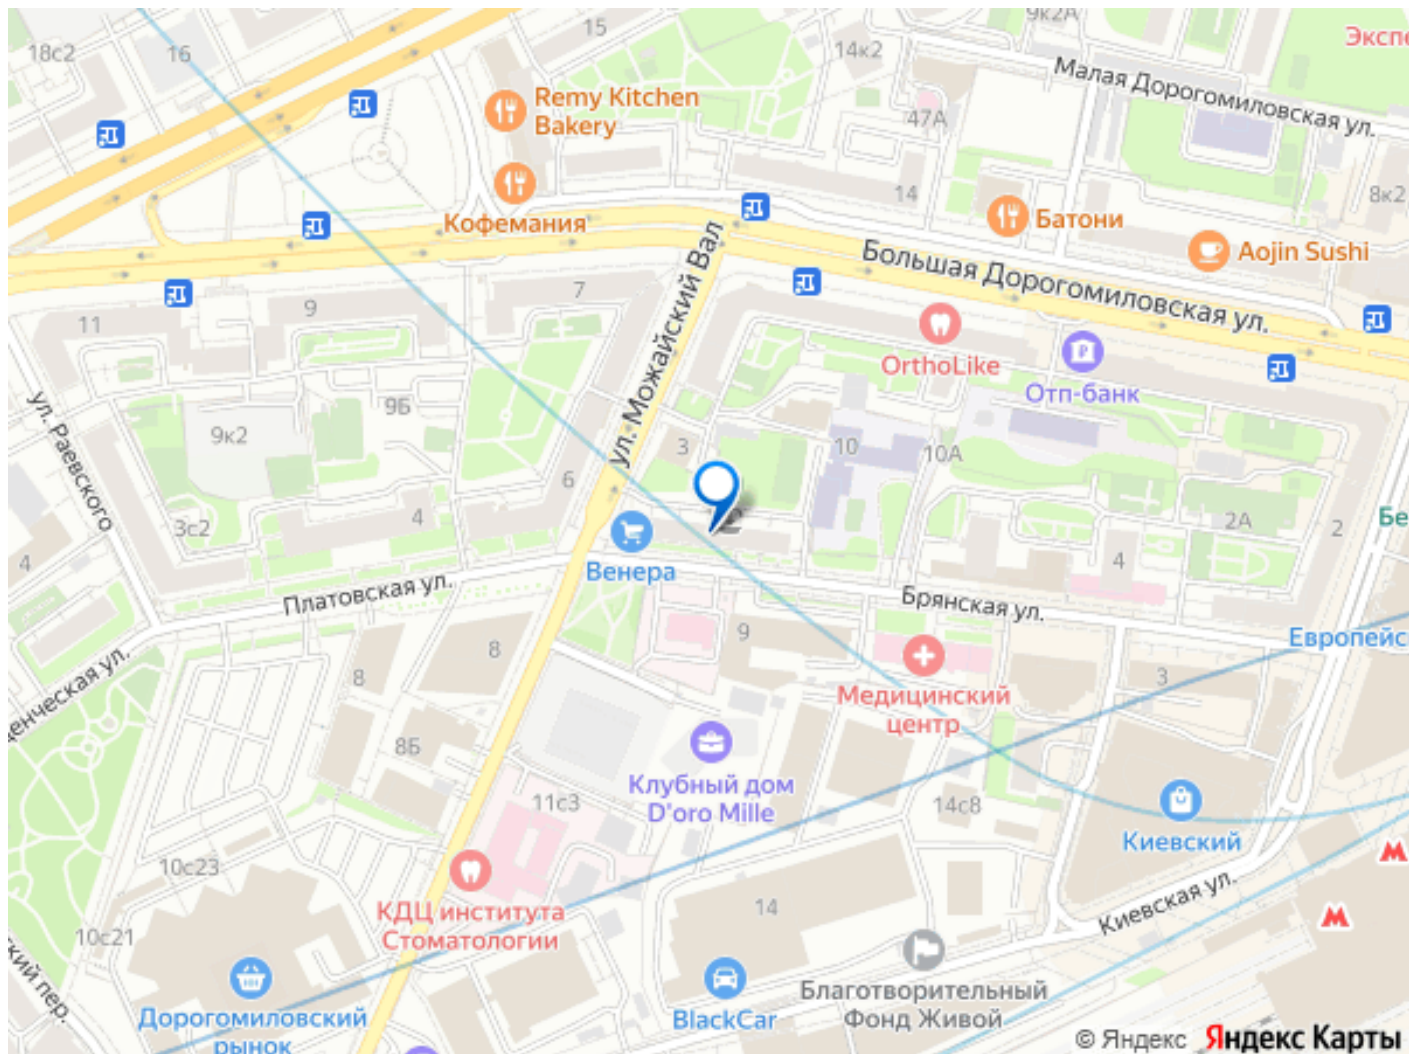 18с2
16
15
14к2
9к2А
Экспе
Малая Дорогомиловская ул.
Remy Kitchen
Bakery
47А
14
8к2
Кофемания
Батони
Aojin Sushi
Большая Дорогомиловская ул.
ул. Можайский Вал
7
9
11
OrthoLike
Отп-банк
ул. Раевского
9Б
9к2
3
10
10А
6
3с2
4
2
2А
2
Бе
4
Венера
4
Платовская ул.
Брянская ул.
9
Европейс
8
8
Медицинский
центр
3
денческая ул.
8Б
Клубный дом
D'oro Mille
11с3
14с8
Киевский
10с23
КДЦ института
Стоматологии
14
Киевская ул.
10с21
ский пер.
Дорогомиловский
рынок
BlackCar
Благотворительный
Фонд Живой
© Яндекс Яндекс Карты